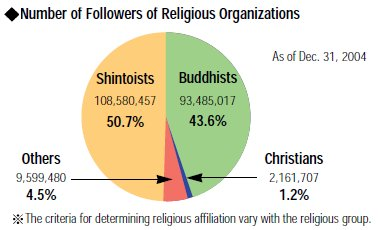 ◆Number of Followers of Religious Organizations
As of Dec. 31, 2004
Shintoists
108,580,457
50.7%
Buddhists
93,485,017
43.6%
Others
9,599,480
4.5%
Christians
2,161,707
1.2%
※The criteria for determining religious affiliation vary with the religious group.